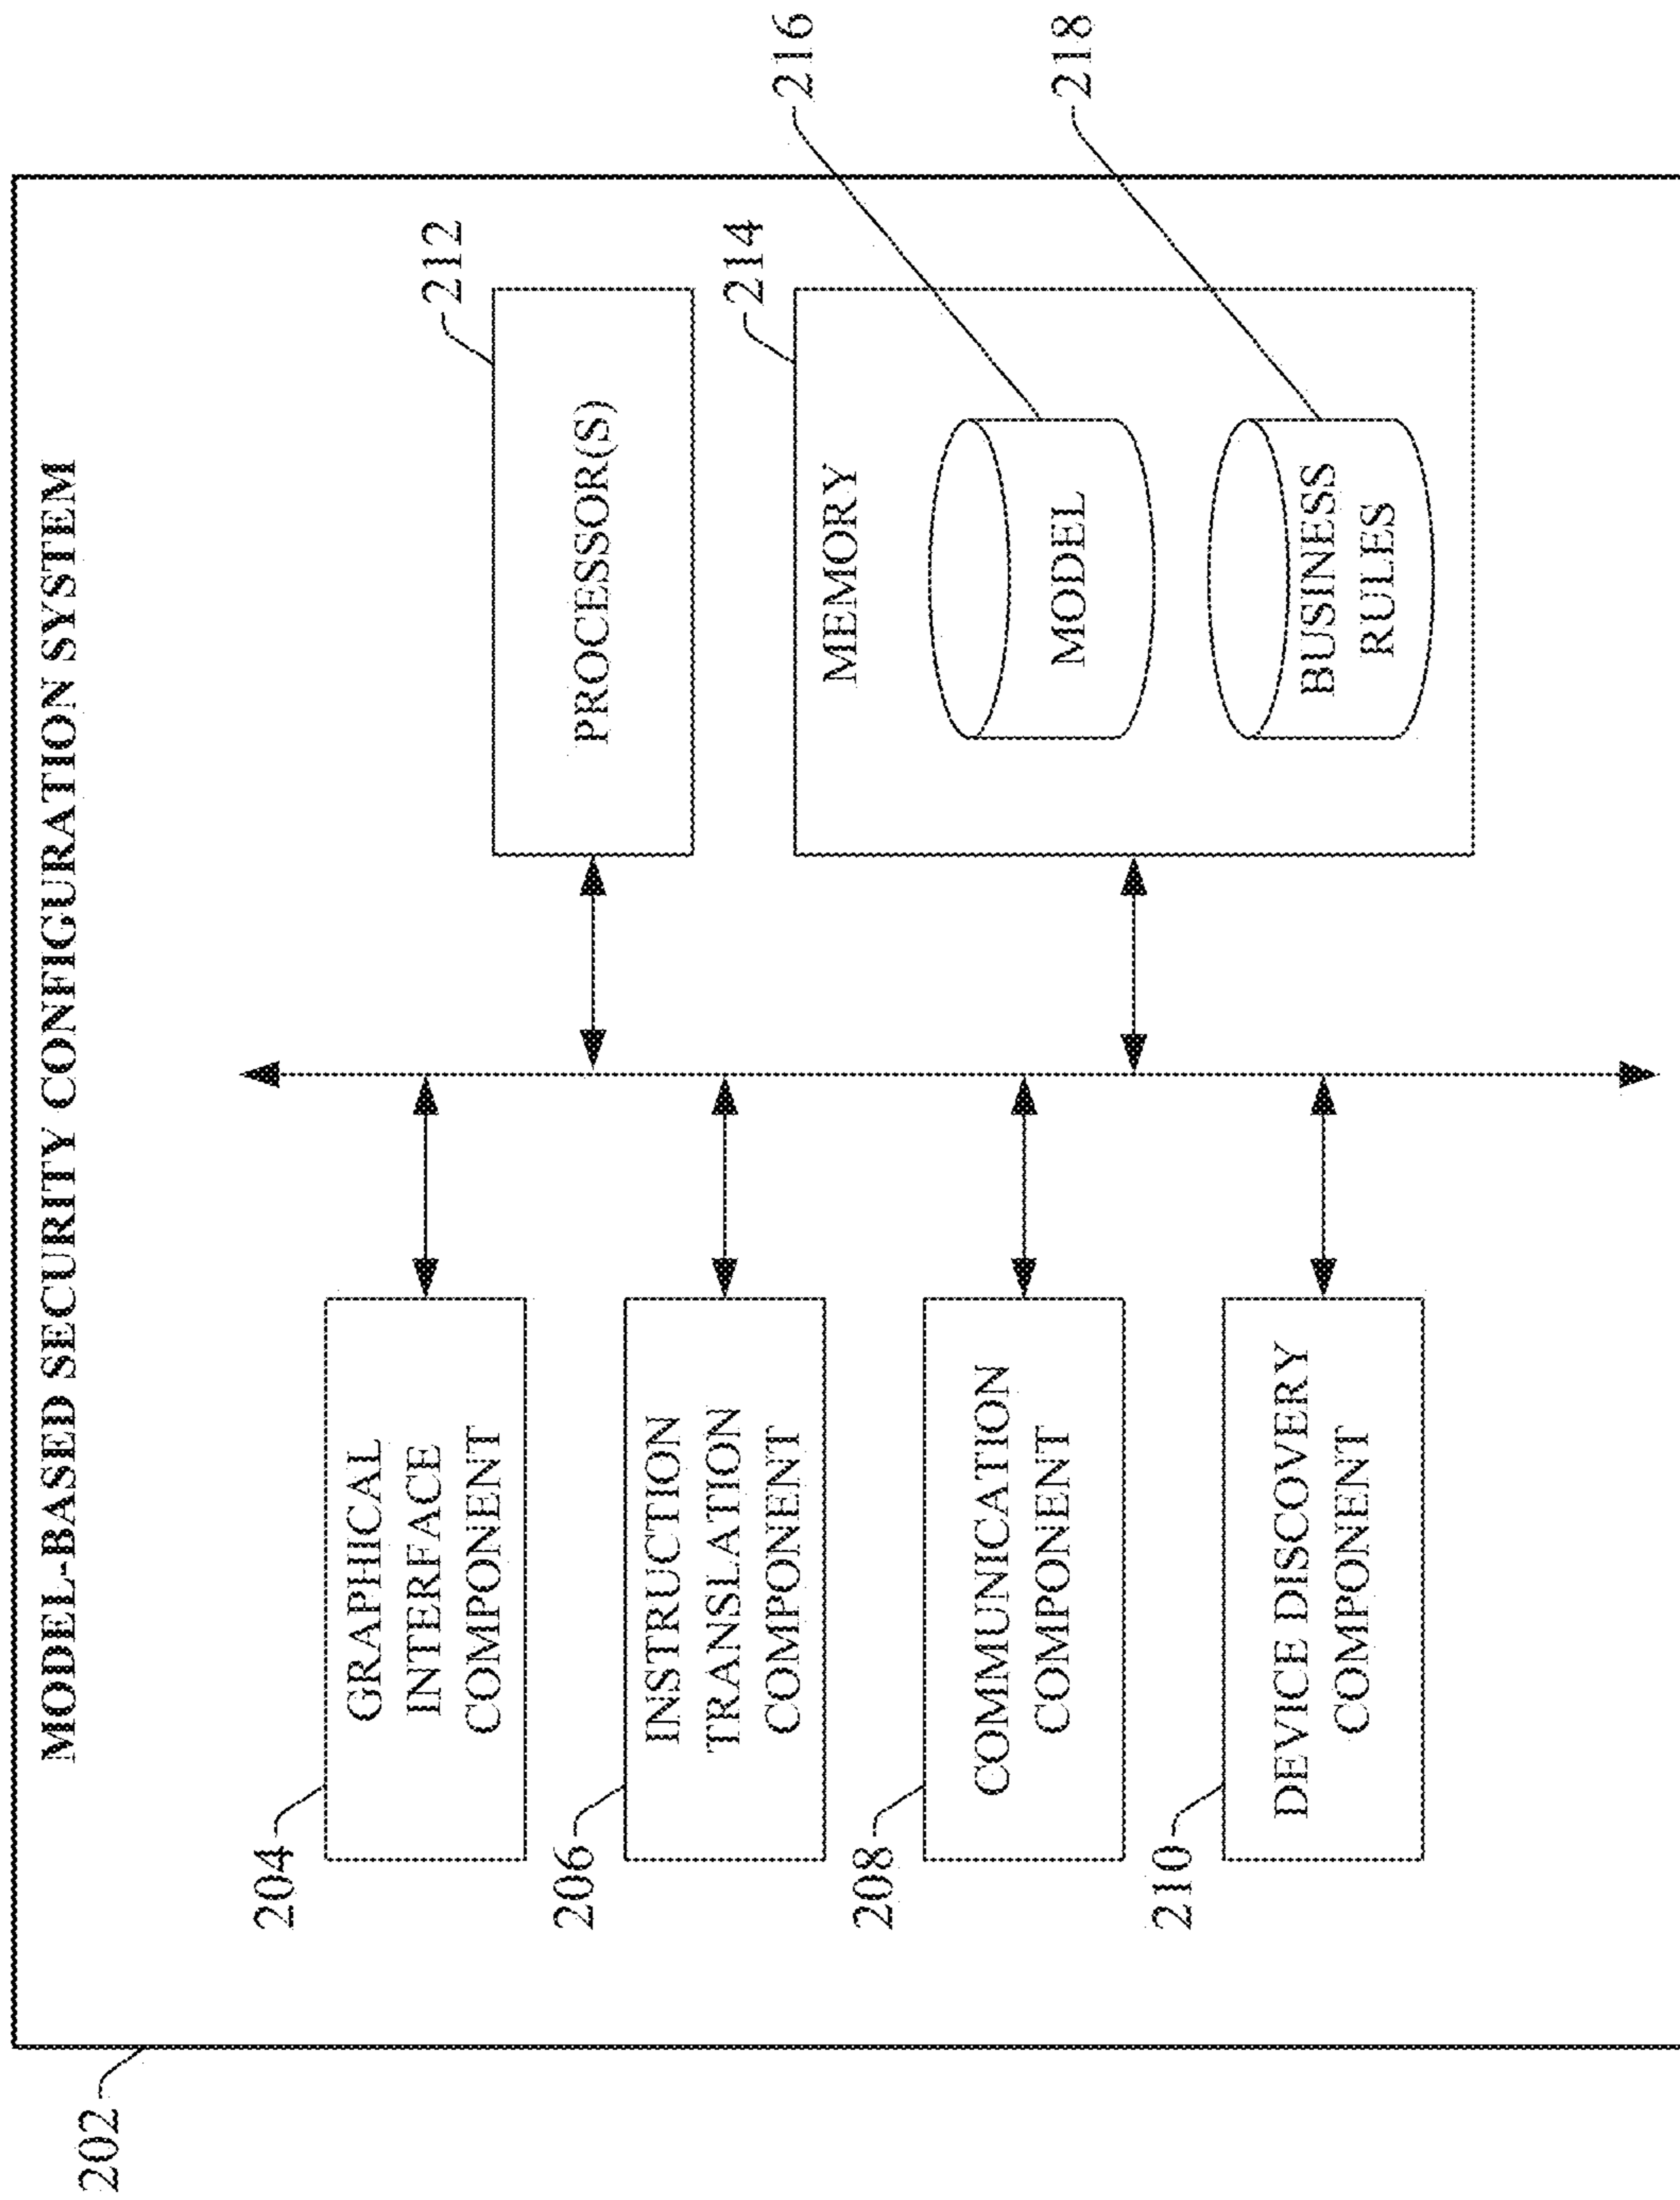 MODEL-BASED SECURITY CONFIGURATION SYSTEM
202
204
GRAPHICAL
INTERFACE
COMPONENT
206
INSTRUCTION
TRANSLATION
COMPONENT
208
COMMUNICATION
COMPONENT
210
DEVICE DISCOVERY
COMPONENT
212
PROCESSOR(S)
214
MEMORY
MODEL
216
BUSINESS
RULES
218